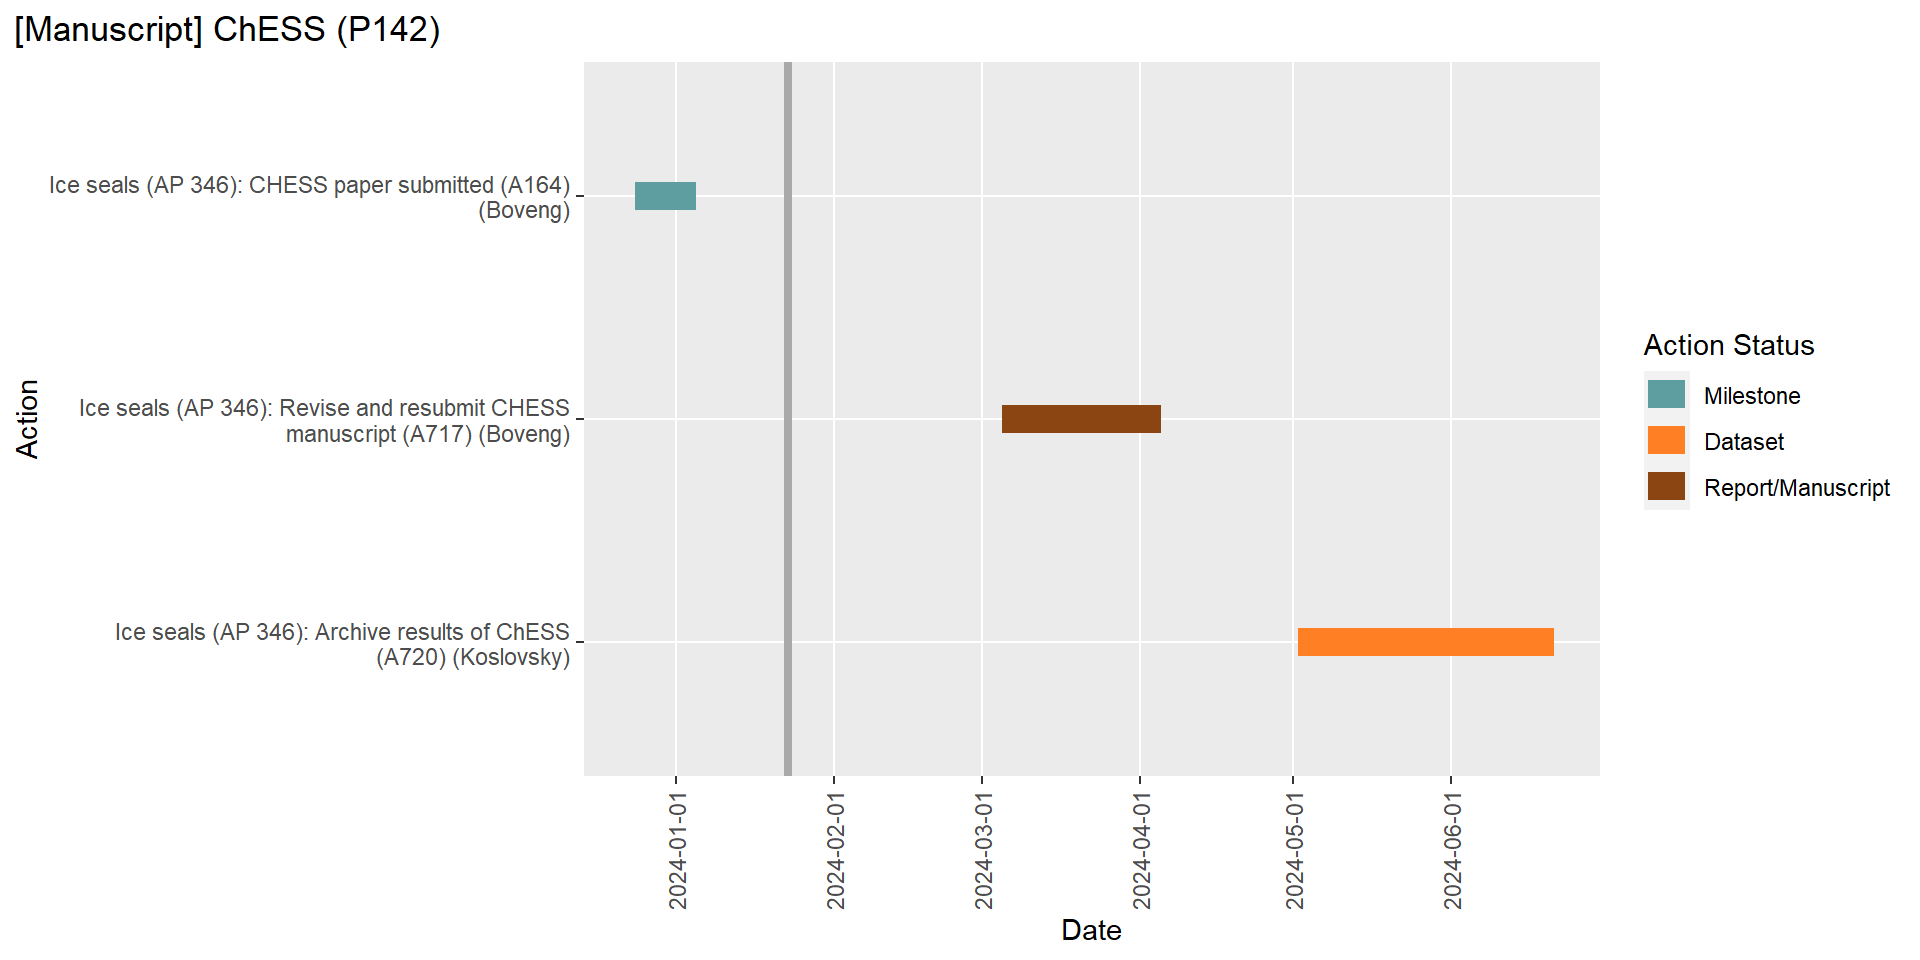 [Manuscript] ChESS (P142)
Ice seals (AP 346): CHESS paper submitted (A164)
(Boveng)
Ice seals (AP 346): Revise and resubmit CHESS
manuscript (A717) (Boveng)
Ice seals (AP 346): Archive results of ChESS
(A720) (Koslovsky)
Action
2024-01-01
2024-02-01
2024-03-01
2024-04-01
2024-05-01
2024-06-01
Date
Action Status
Milestone
Dataset
Report/Manuscript